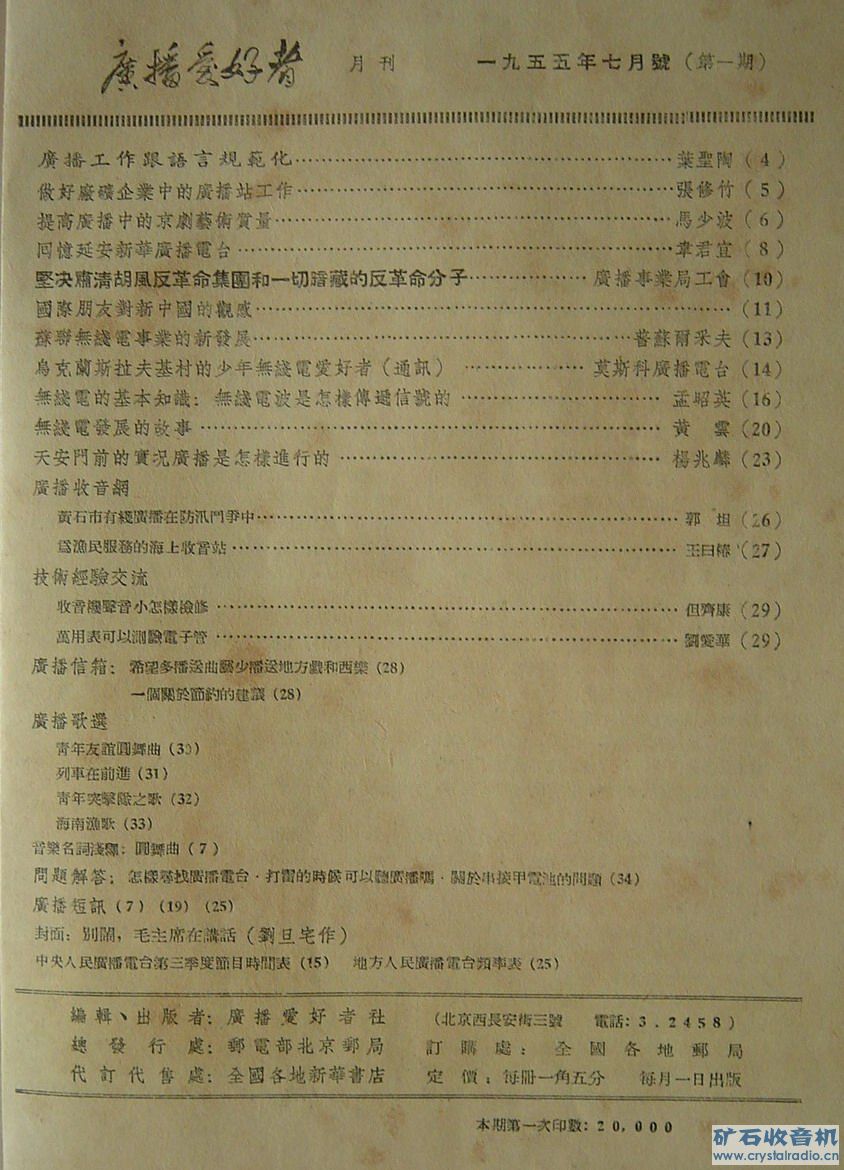 廣播愛好者 月刊 一九五五年七月號(第一期)
廣播工作跟語言規範化……葉聖陶(4)
做好廠礦企業中的廣播站工作……張修竹(5)
提高廣播中的京劇藝術質量……馬少波(6)
回憶延安新華廣播電台……韋君宜(8)
堅决肅清胡風反革命集團和一切暗藏的反革命分子……廣播事業局工會(10)
國際朋友對新中國的觀感……(11)
蘇聯無綫電事業的新發展……普蘇爾采夫(13)
烏克蘭斯扯夫基村的少年無綫電愛好者(通訊)……莫斯科廣播電台(14)
無綫電的基本知識:無綫電波是怎樣傳遞信號的……孟昭英(16)
無綫電發展的故事……黃 雲(20)
天安門前的實况廣播是怎樣進行的……楊兆麟(23)
廣播收音網
黃石市有綫廣播在防汛鬥爭中……郭 坦(26)
爲漁民服務的海上收音站……王曰椿(27)
技術經驗交流
收音機聲音小怎樣檢修……但齊康(29)
萬用表可以測驗電子管……劉愛華(29)
廣播信箱:希望多播送曲藝少播送地方戲和西樂(28)
一個關於節約的建議(28)
廣播歌選
靑年友誼圓舞曲(30)
列車在前進(31)
靑年突擊隊之歌(32)
海南漁歌(33)
音樂名詞淺釋:圓舞曲(7)
問題解答:怎樣尋找廣播電台·打雷的時候可以聽廣播嗎·關於串接甲電池的問題(34)
廣播短訊(7)(19)(25)
封面:別鬧,毛主席在講話(劉旦宅作)
中央人民廣播電台第三季度節目時間表(15) 地方人民廣播電台頻率表(25)
編輯、出版者:廣播愛好者社 (北京西長安街三號 電話:3.2458)
總發行處:郵電部北京郵局 訂購處:全國各地郵局
代訂代售處:全國各地新華書店 定價:每冊一角五分 每月一日出版
本期第一次印數:20,000
矿石收音机
www.crystalradio.cn